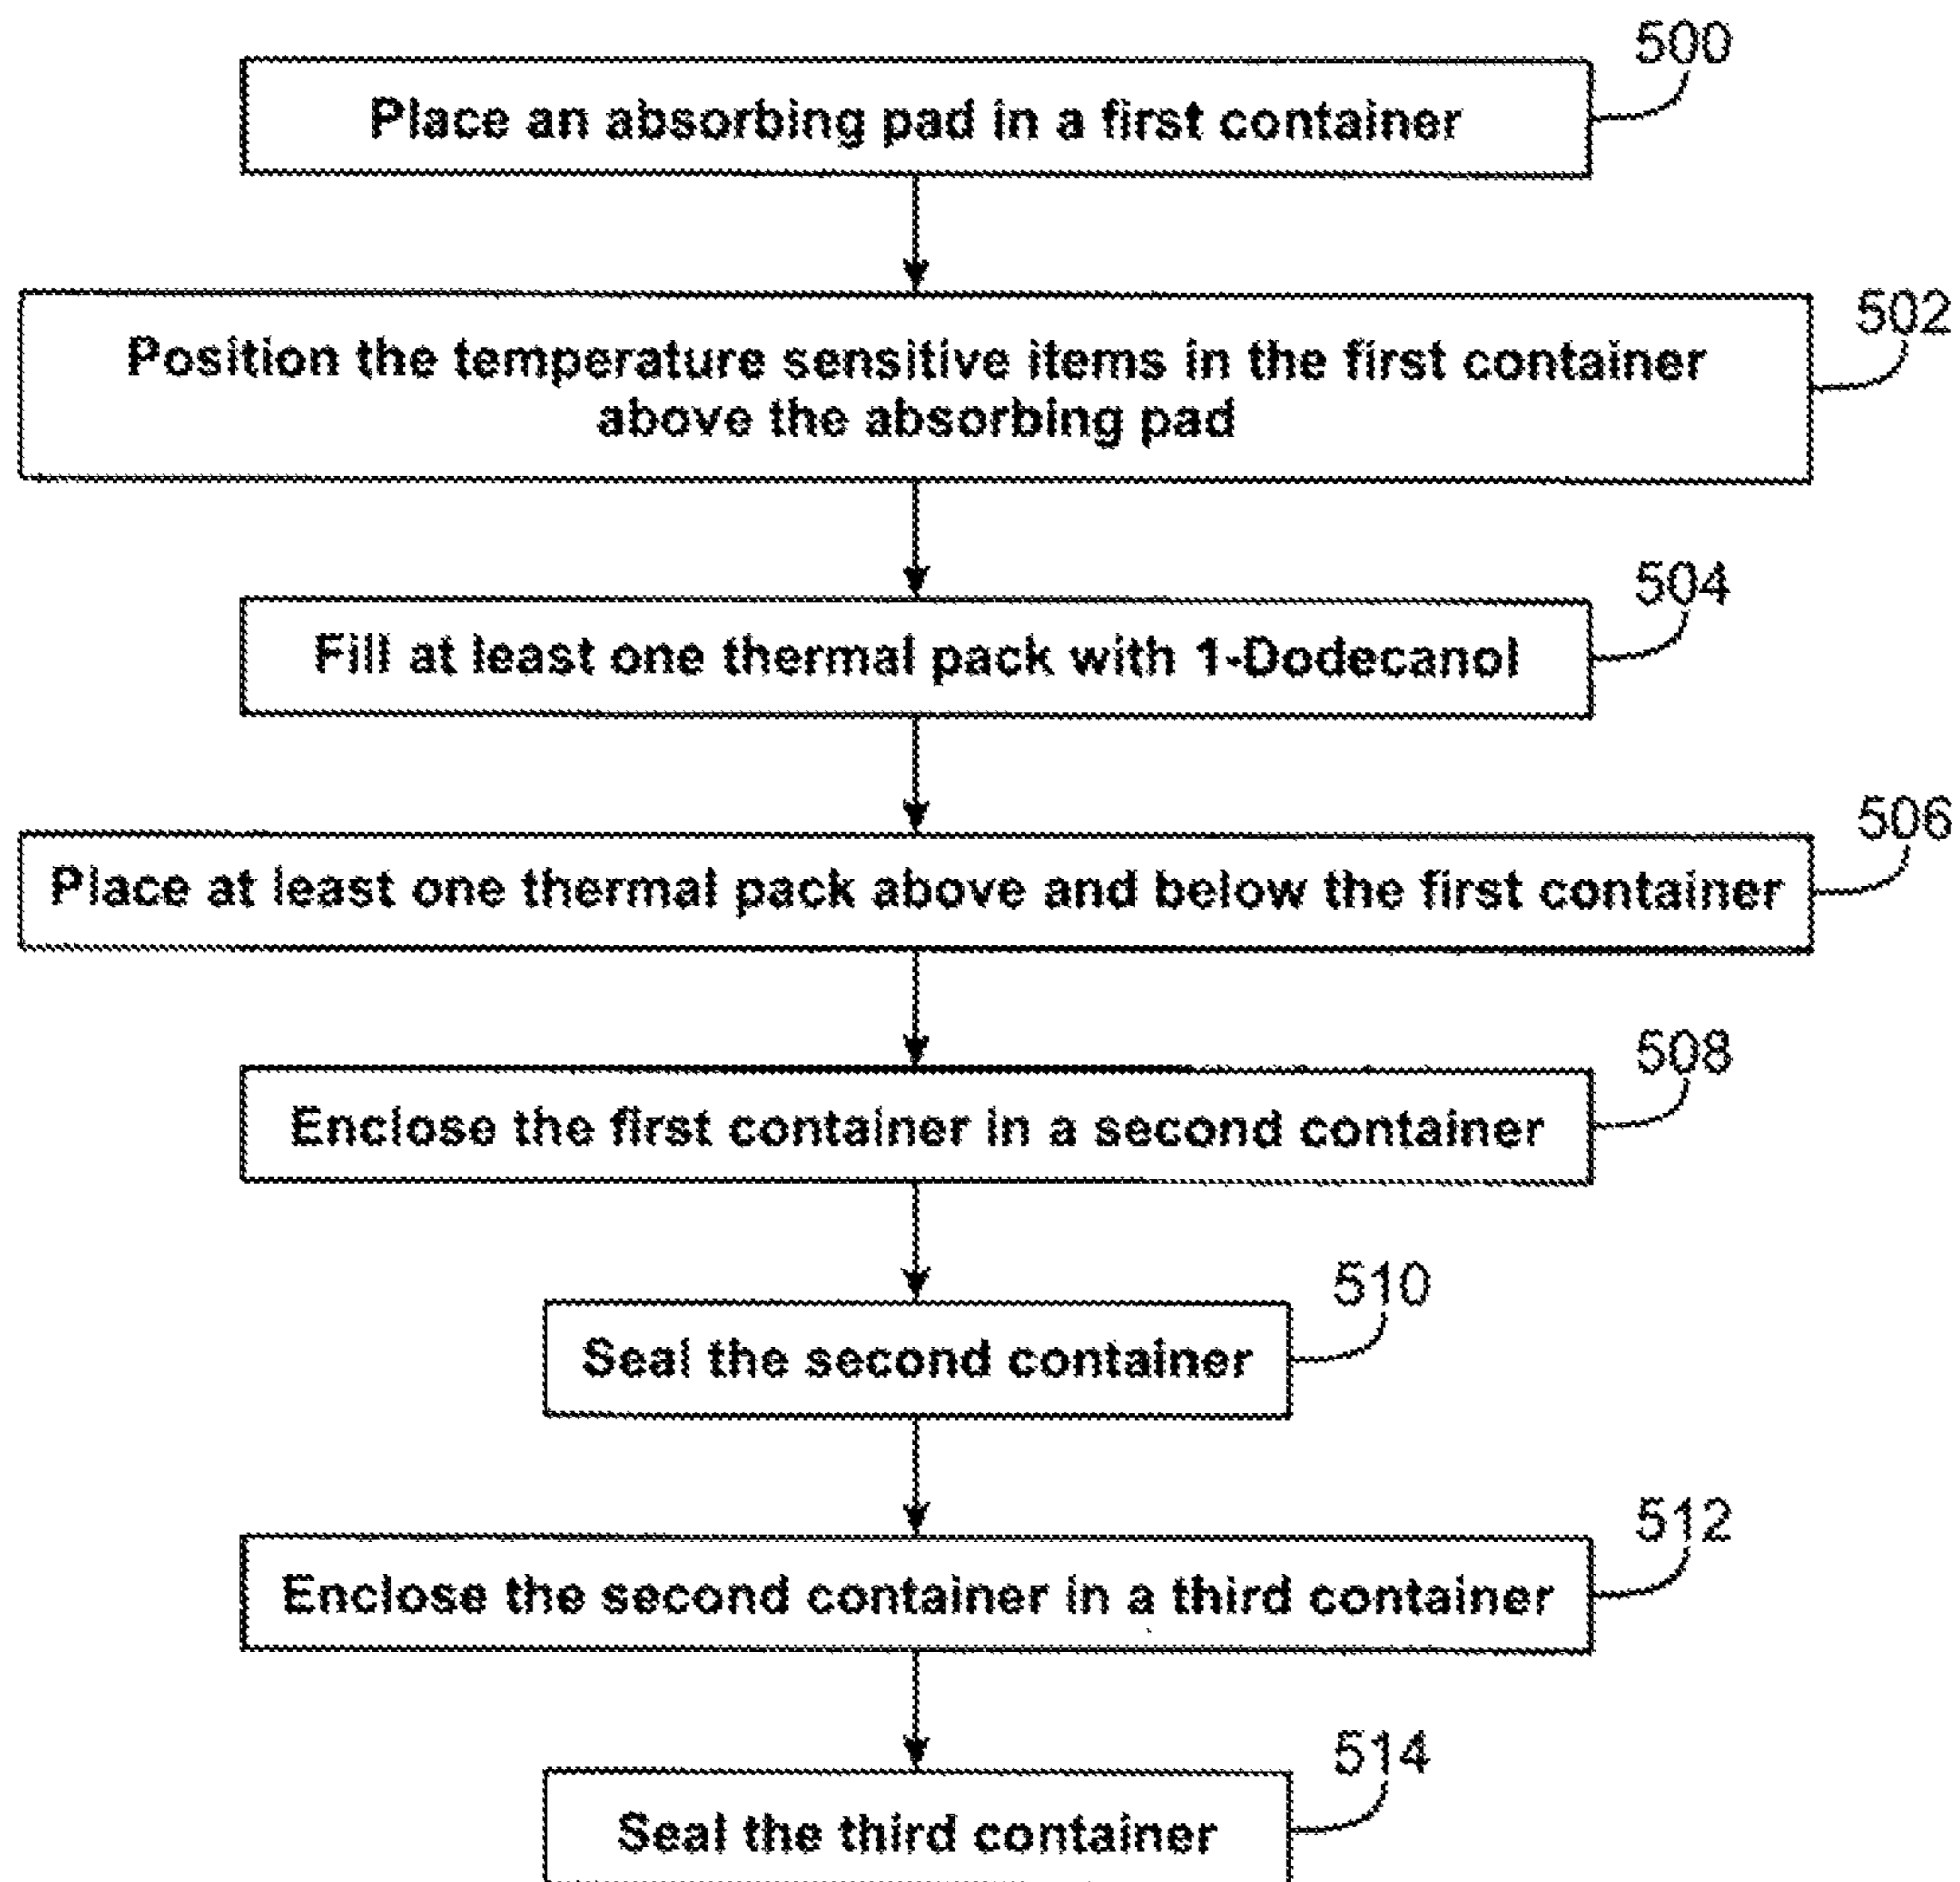 500
Place an absorbing pad in a first container
502
Position the temperature sensitive items in the first container
above the absorbing pad
504
Fill at least one thermal pack with 1-Dodecanol
506
Place at least one thermal pack above and below the first container
508
Enclose the first container in a second container
510
Seal the second container
512
Enclose the second container in a third container
514
Seal the third container